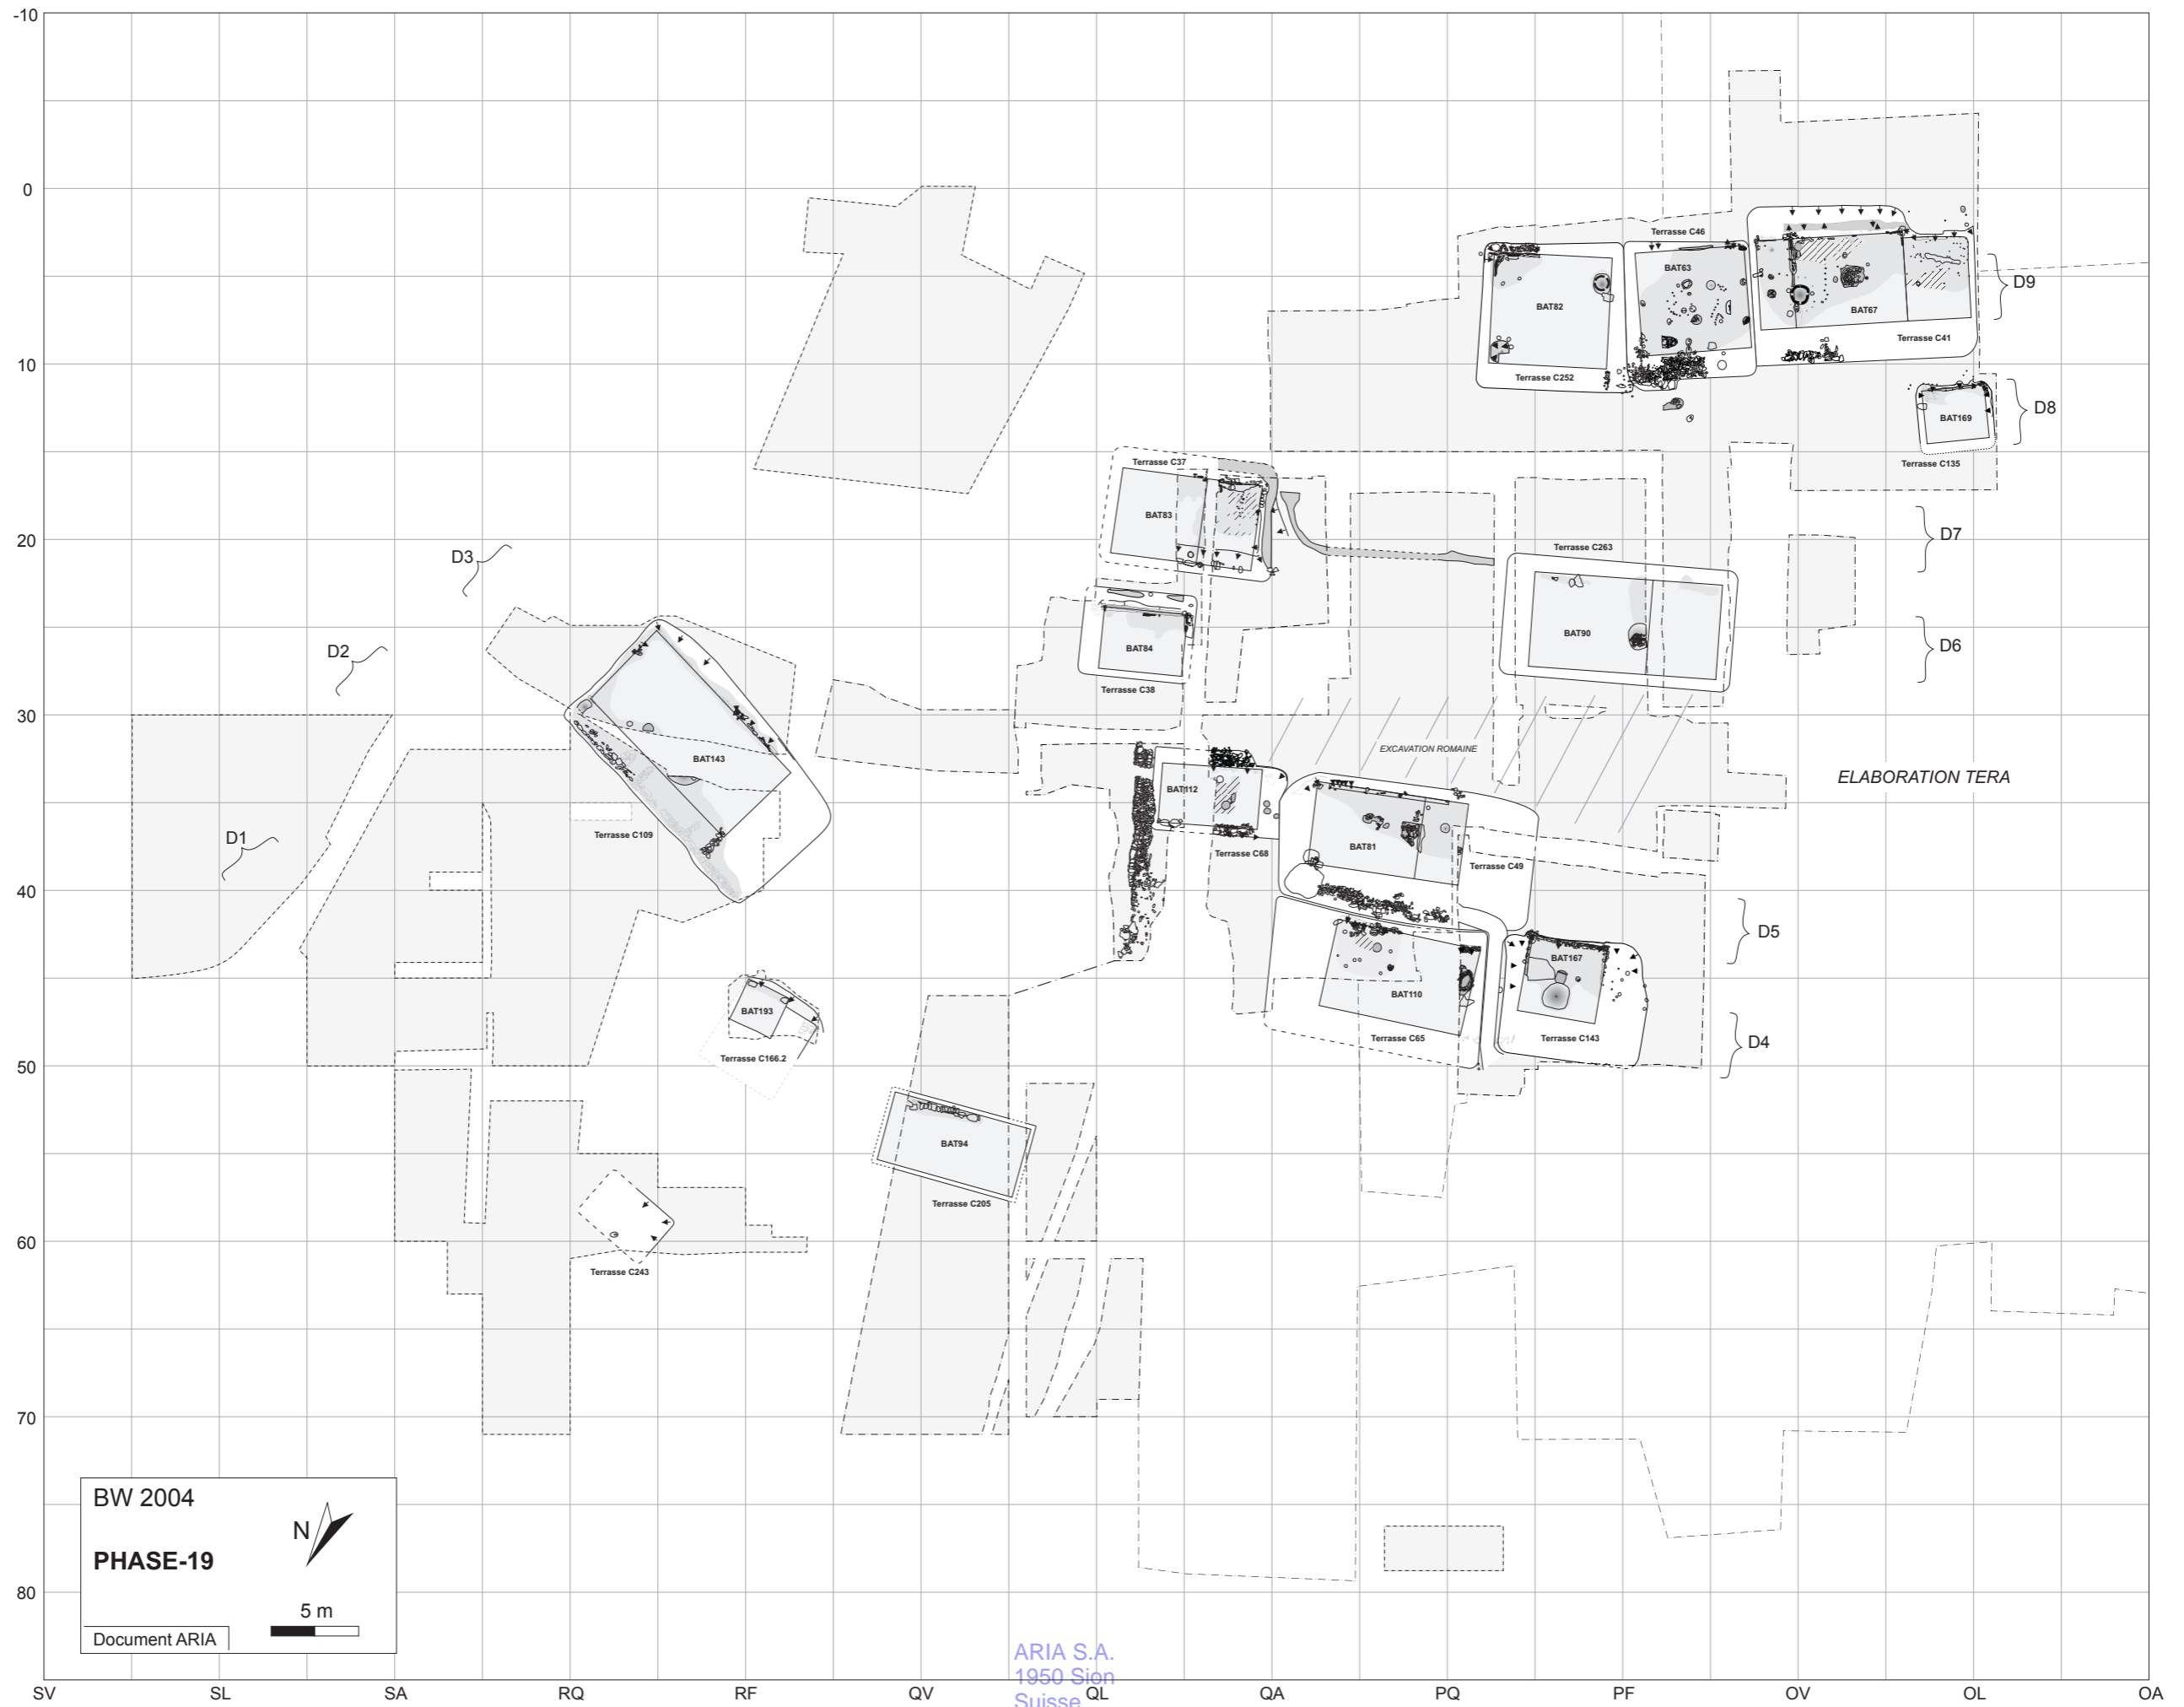 -10
0
Terrasse C46
BAT63
D9
BAT82
BAT67
Terrasse C41
10
Terrasse C252
D8
BAT169
Terrasse C37
Terrasse C135
BAT83
D7
20
Terrasse C263
D3
BAT90
D6
D2
BAT84
Terrasse C38
30
EXCAVATION ROMAINE
BAT143
ELABORATION TERA
BAT112
Terrasse C109
D1
BAT81
Terrasse C68
Terrasse C49
40
D5
BAT167
BAT110
BAT193
Terrasse C65
Terrasse C143
D4
Terrasse C166.2
50
BAT94
Terrasse C205
60
Terrasse C243
70
BW 2004
N
PHASE-19
80
5 m
Document ARIA
ARIA S.A.
1950 Sion
Suisse
SV SL SA RQ RF QV QL QA PQ PF OV OL OA